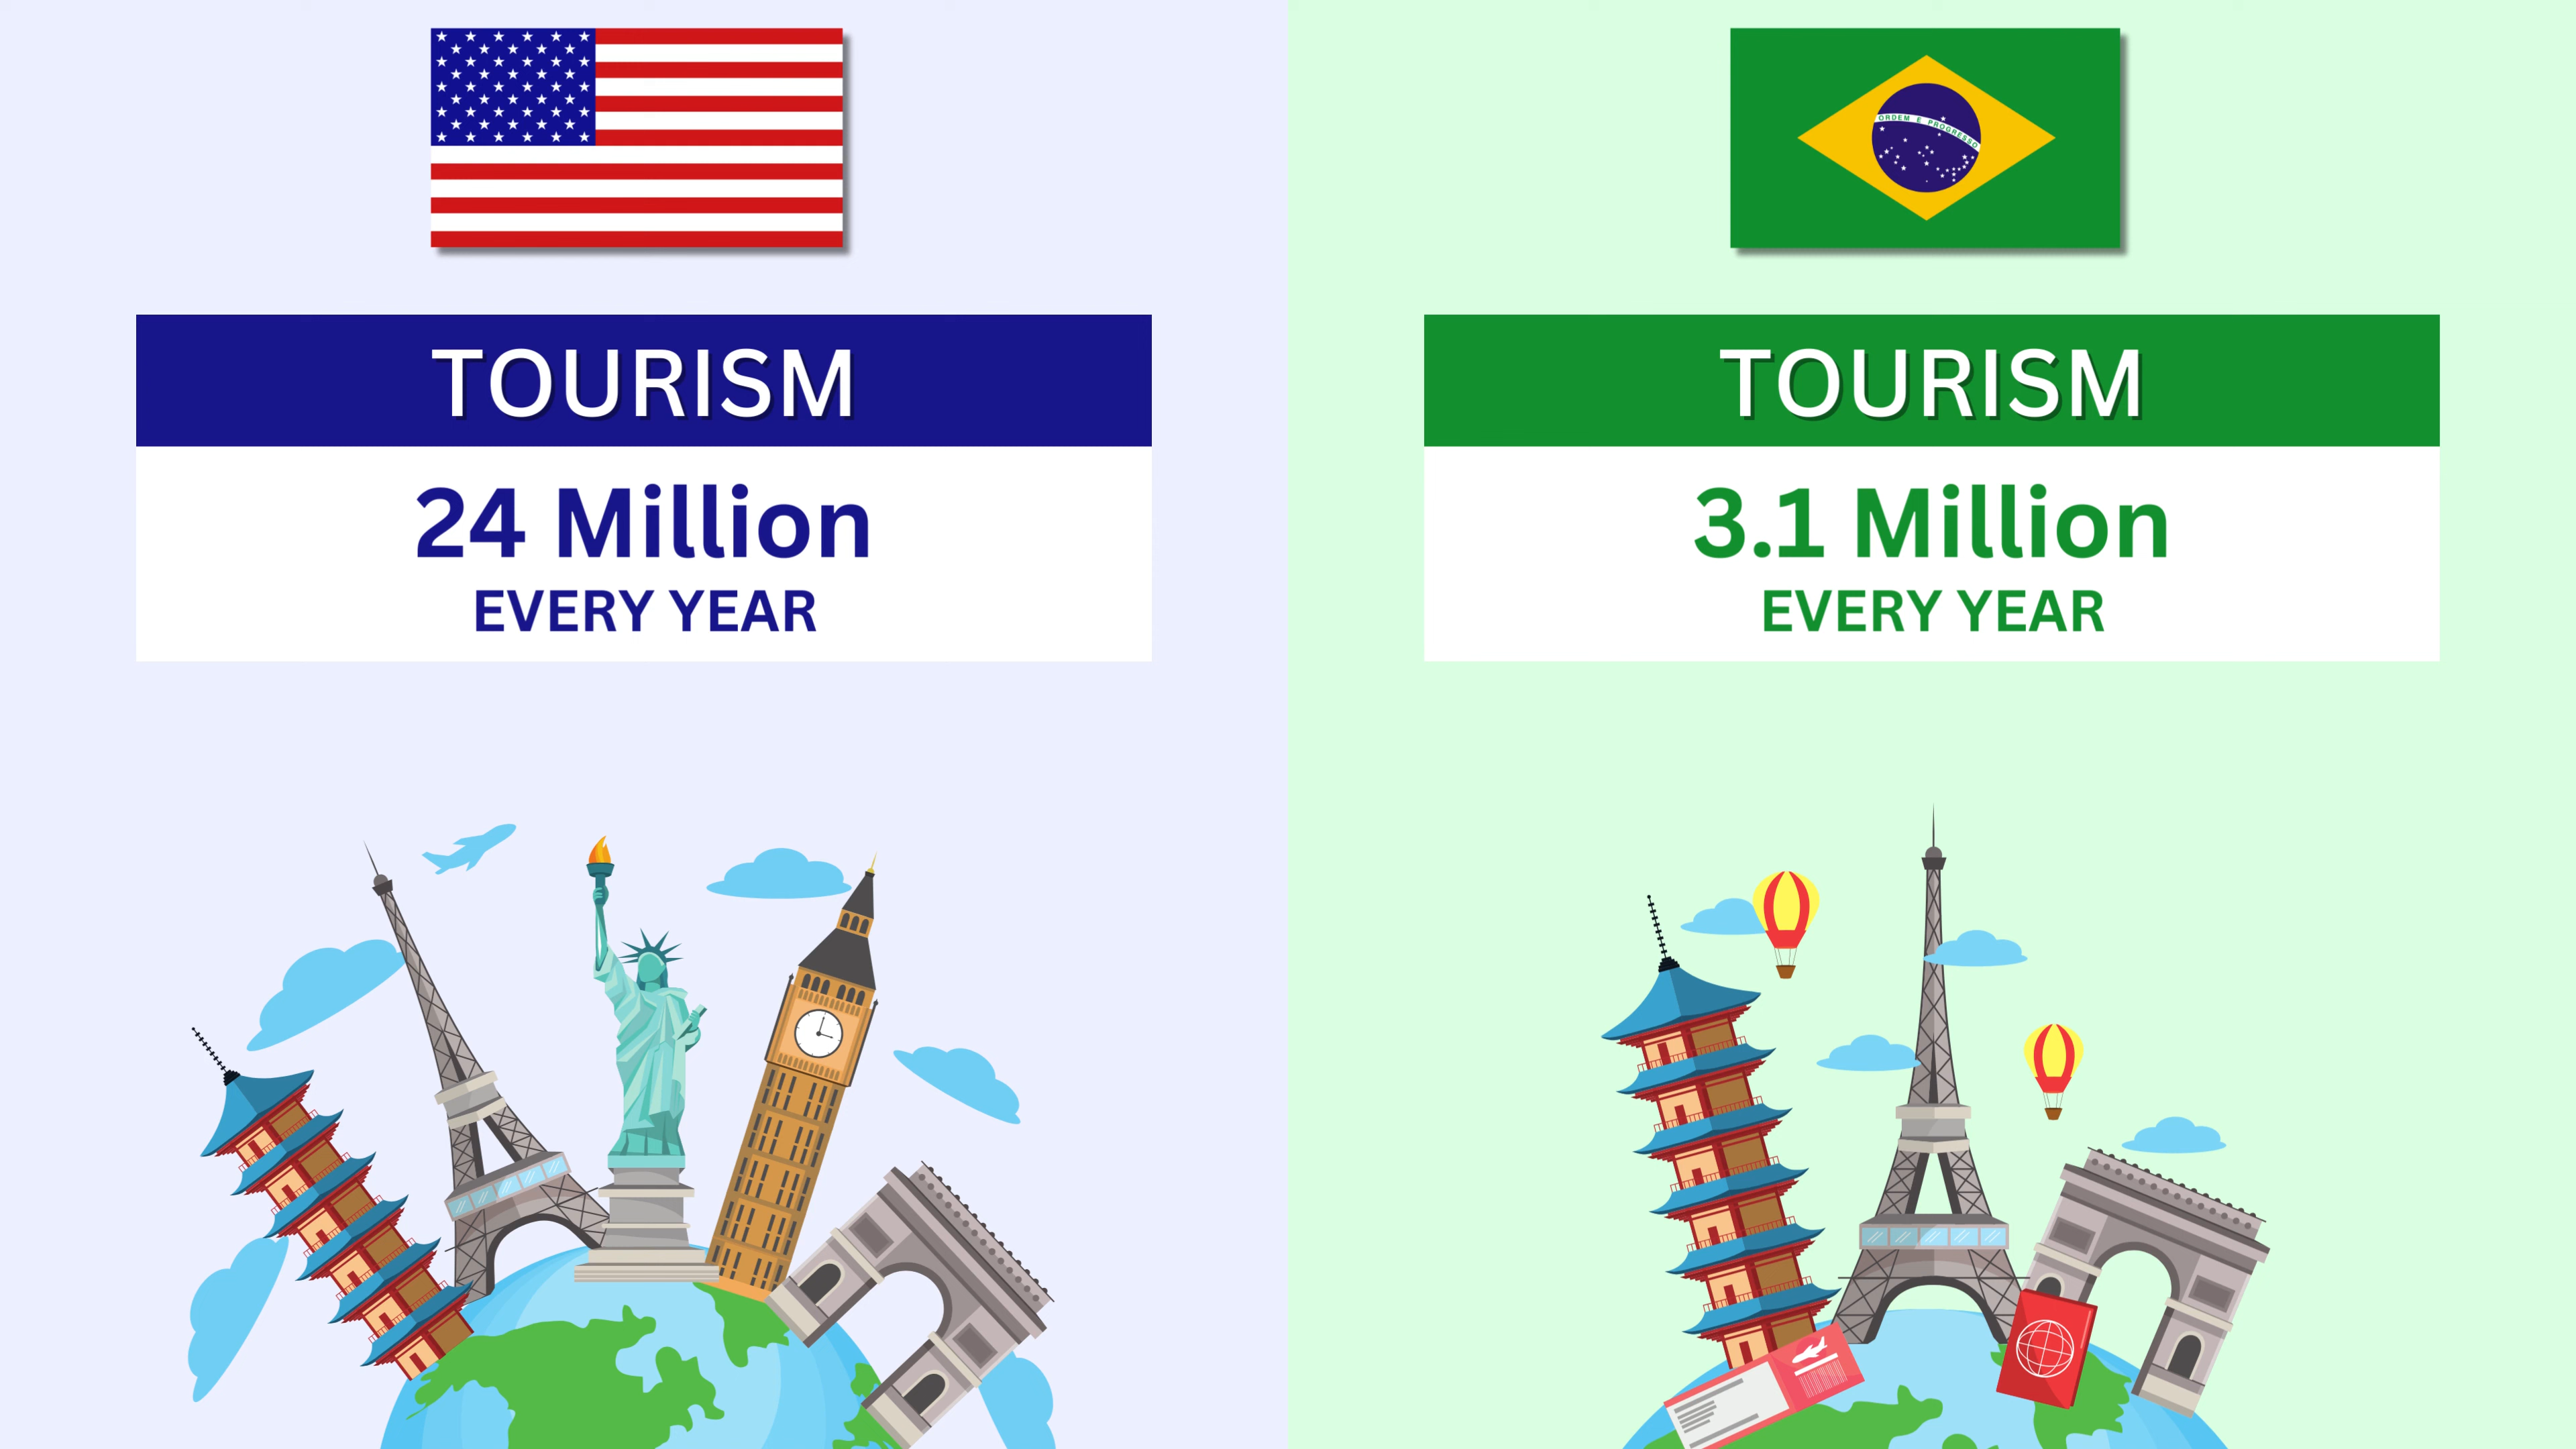 TOURISM
24 Million
EVERY YEAR
ORDEM E PROGRESSO
TOURISM
3.1 Million
EVERY YEAR